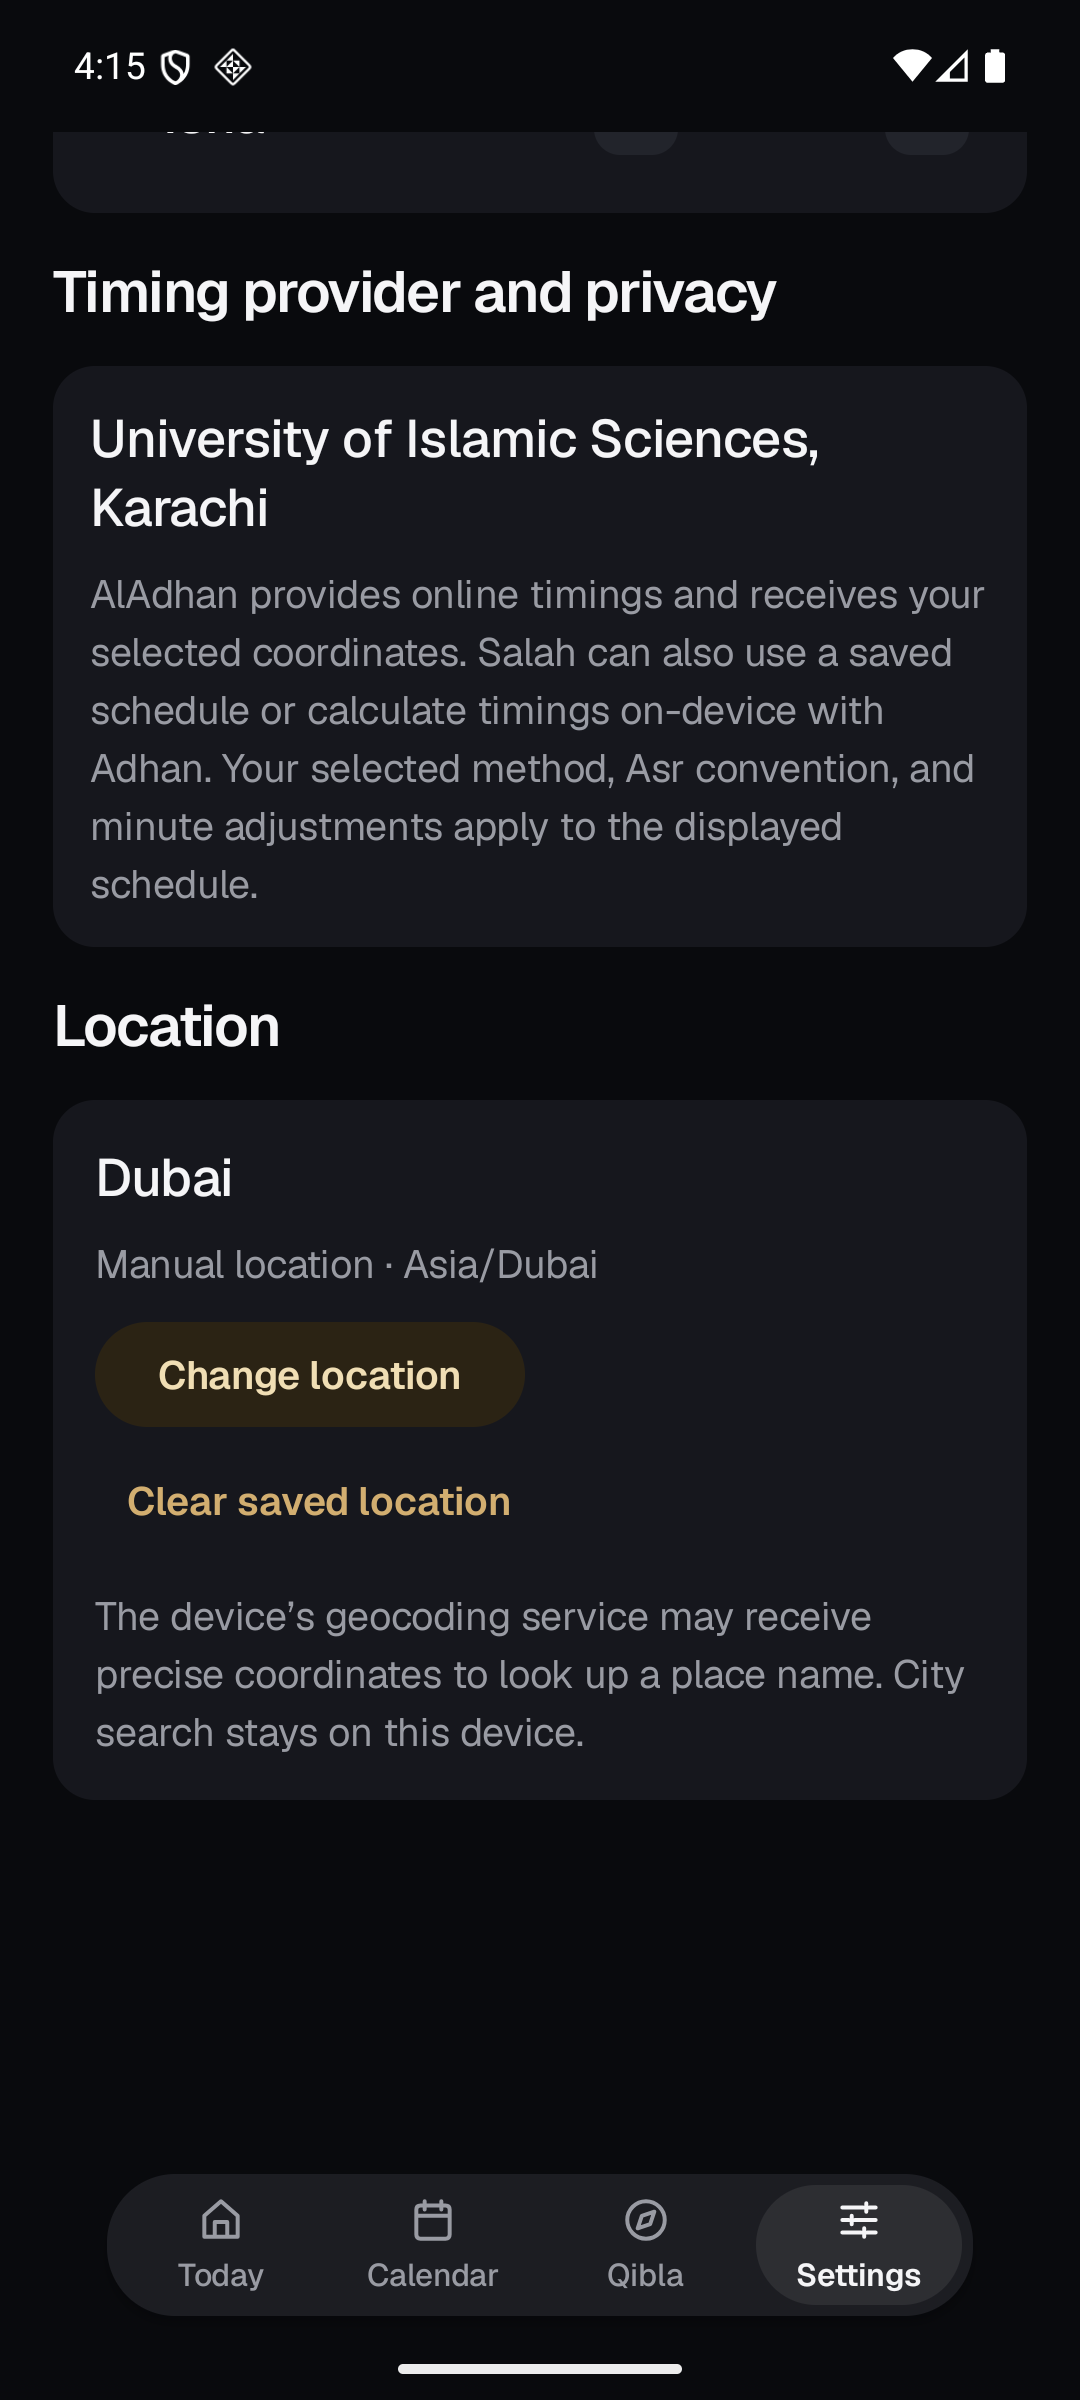 4:15
Timing provider and privacy
University of Islamic Sciences,
Karachi
AlAdhan provides online timings and receives your
selected coordinates. Salah can also use a saved
schedule or calculate timings on-device with
Adhan. Your selected method, Asr convention, and
minute adjustments apply to the displayed
schedule.
Location
Dubai
Manual location · Asia/Dubai
Change location
Clear saved location
The device’s geocoding service may receive
precise coordinates to look up a place name. City
search stays on this device.
Today
Calendar
Qibla
Settings